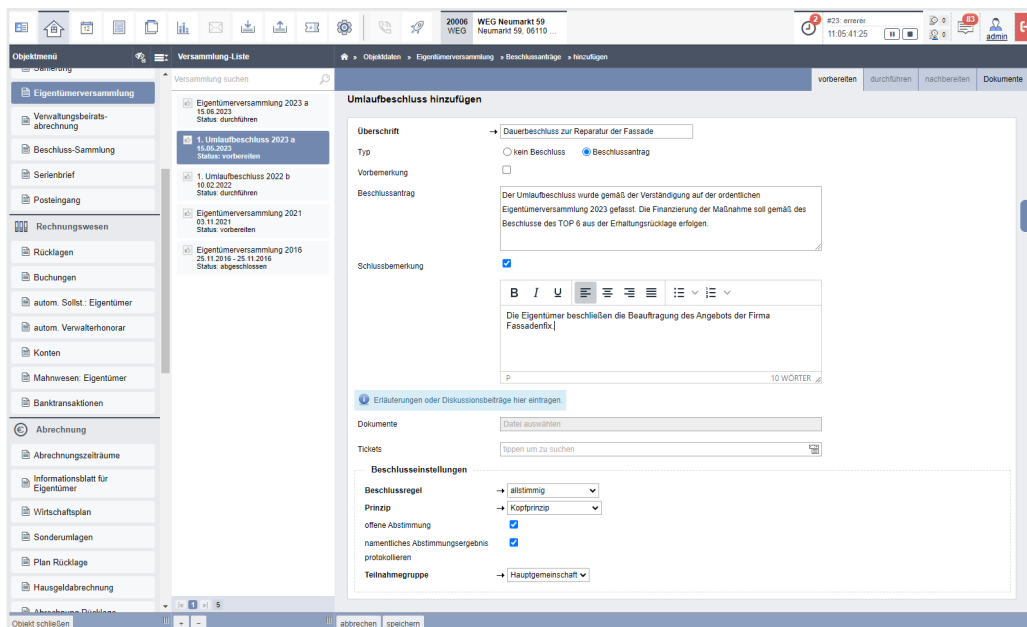 20006 WEG Neumarkt 59
WEG Neumarkt 59, 06110 ...
2
#23: errerer
11:05:41:25
0
0
83
admin
Objektmenü
Versammlung-Liste
» Objektdaten » Eigentümerversammlung » Beschlussanträge » hinzufügen
Sanierung
Eigentümerversammlung
Verwaltungsbeirats-
abrechnung
Beschluss-Sammlung
Serienbrief
Posteingang
Rechnungswesen
Rücklagen
Buchungen
autom. Sollst.: Eigentümer
autom. Verwalterhonorar
Konten
Mahnwesen: Eigentümer
Banktransaktionen
Abrechnung
Abrechnungszeiträume
Informationsblatt für
Eigentümer
Wirtschaftsplan
Sonderumlagen
Plan Rücklage
Hausgeldabrechnung
Abrechnung Rücklage
Objekt schließen
Versammlung suchen
Eigentümerversammlung 2023 a
15.06.2023
Status: durchführen
1. Umlaufbeschluss 2023 a
15.05.2023
Status: vorbereiten
1. Umlaufbeschluss 2022 b
10.02.2022
Status: durchführen
Eigentümerversammlung 2021
03.11.2021
Status: vorbereiten
Eigentümerversammlung 2016
25.11.2016 - 25.11.2016
Status: abgeschlossen
1 5
+ -
vorbereiten durchführen nachbereiten Dokumente
Umlaufbeschluss hinzufügen
Überschrift → Dauerbeschluss zur Reparatur der Fassade
Typ kein Beschluss Beschlussantrag
Vorbemerkung
Beschlussantrag
Der Umlaufbeschluss wurde gemäß der Verständigung auf der ordentlichen
Eigentümerversammlung 2023 gefasst. Die Finanzierung der Maßnahme soll gemäß des
Beschlusse des TOP 6 aus der Erhaltungsrücklage erfolgen.
Schlussbemerkung
B I U
Die Eigentümer beschließen die Beauftragung des Angebots der Firma
Fassadenfix.
P 10 WÖRTER
Erläuterungen oder Diskussionsbeiträge hier eintragen.
Dokumente Datei auswählen
Tickets tippen um zu suchen
Beschlusseinstellungen
Beschlussregel → allstimmig
Prinzip → Kopfprinzip
offene Abstimmung
namentliches Abstimmungsergebnis
protokollieren
Teilnahmegruppe → Hauptgemeinschaft
abbrechen speichern